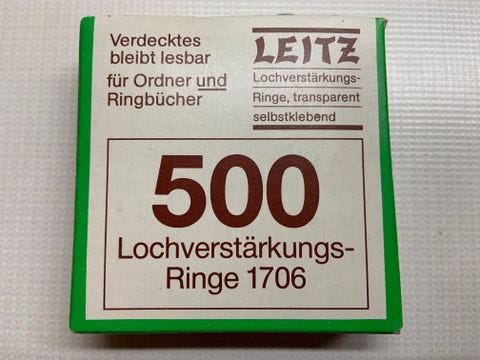 Verdecktes
bleibt lesbar
für Ordner und
Ringbücher
LEITZ
Lochverstärkungs-
Ringe, transparent
selbstklebend
500
Lochverstärkungs-
Ringe 1706